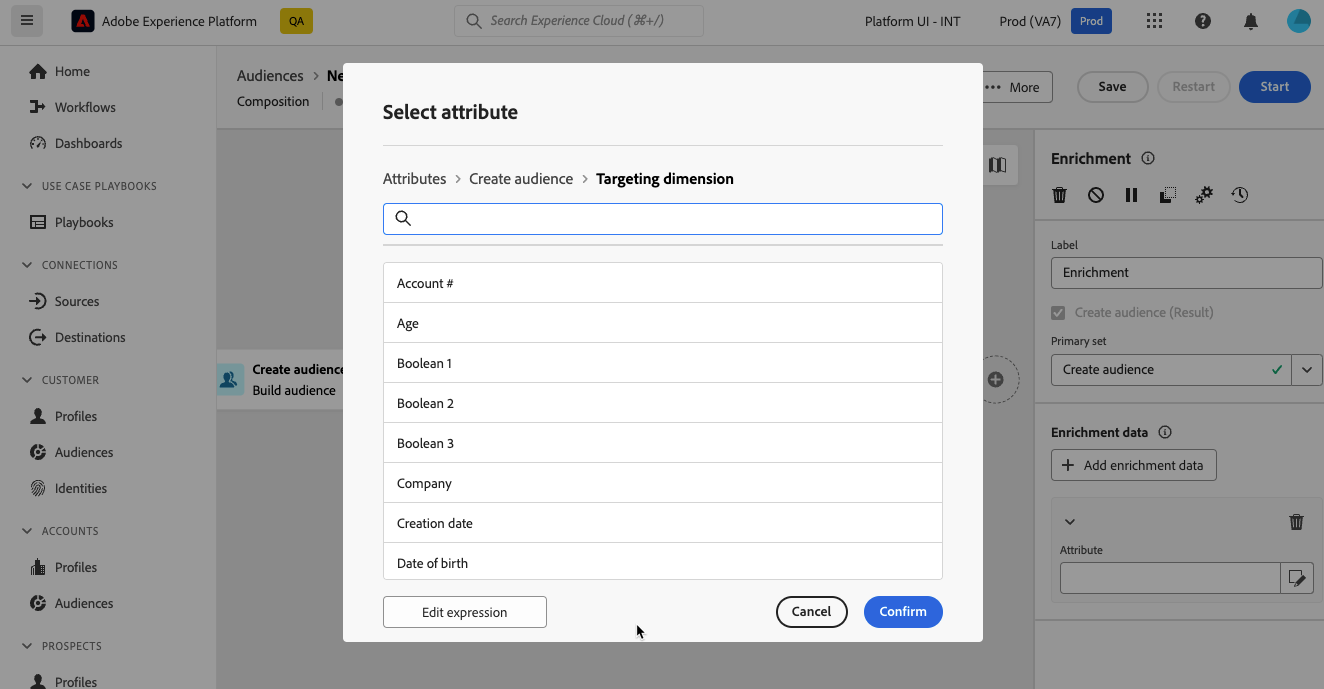 Adobe Experience Platform
QA
Search Experience Cloud (⌘+/)
Platform UI - INT
Prod (VA7)
Prod
Home
Workflows
Dashboards
USE CASE PLAYBOOKS
Playbooks
CONNECTIONS
Sources
Destinations
CUSTOMER
Profiles
Audiences
Identities
ACCOUNTS
Profiles
Audiences
PROSPECTS
Profiles
Audiences > Ne
Composition
More
Save
Restart
Start
Create audience
Build audience
Select attribute
Attributes > Create audience > Targeting dimension
Account #
Age
Boolean 1
Boolean 2
Boolean 3
Company
Creation date
Date of birth
Edit expression
Cancel
Confirm
Enrichment
Label
Enrichment
Create audience (Result)
Primary set
Create audience
Enrichment data
Add enrichment data
Attribute